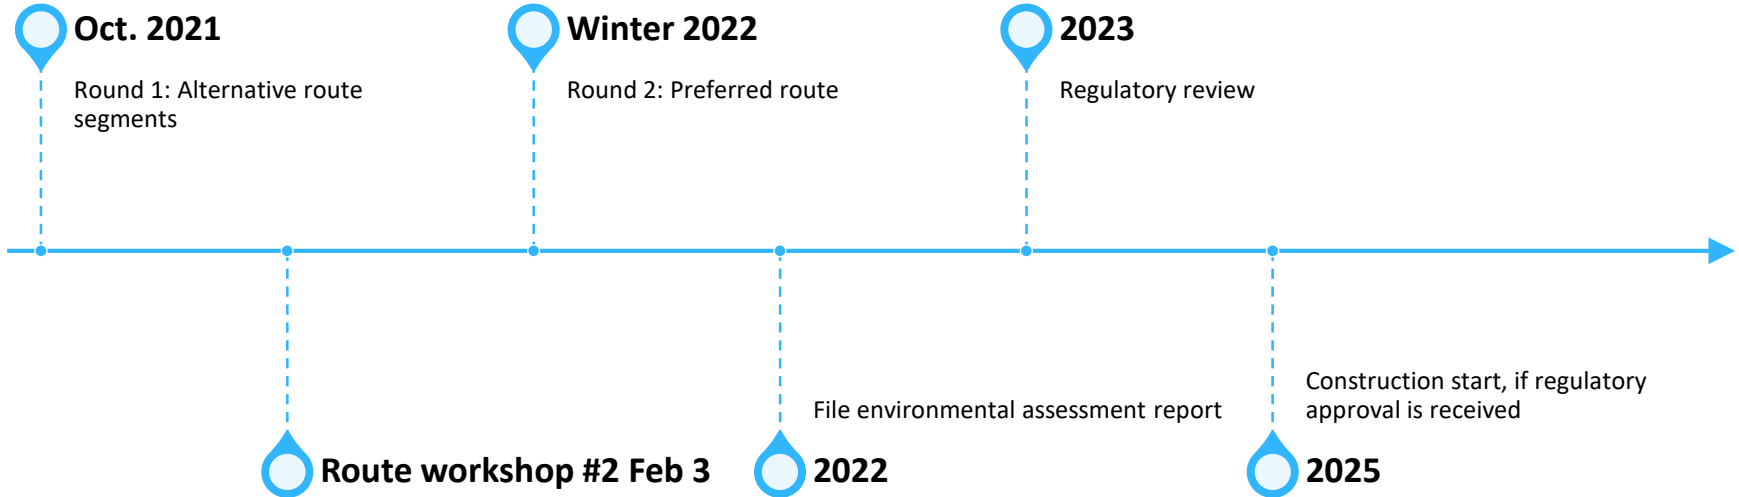 Oct. 2021
Round 1: Alternative route
segments
Winter 2022
Round 2: Preferred route
2023
Regulatory review
Route workshop #2 Feb 3
File environmental assessment report
2022
Construction start, if regulatory
approval is received
2025